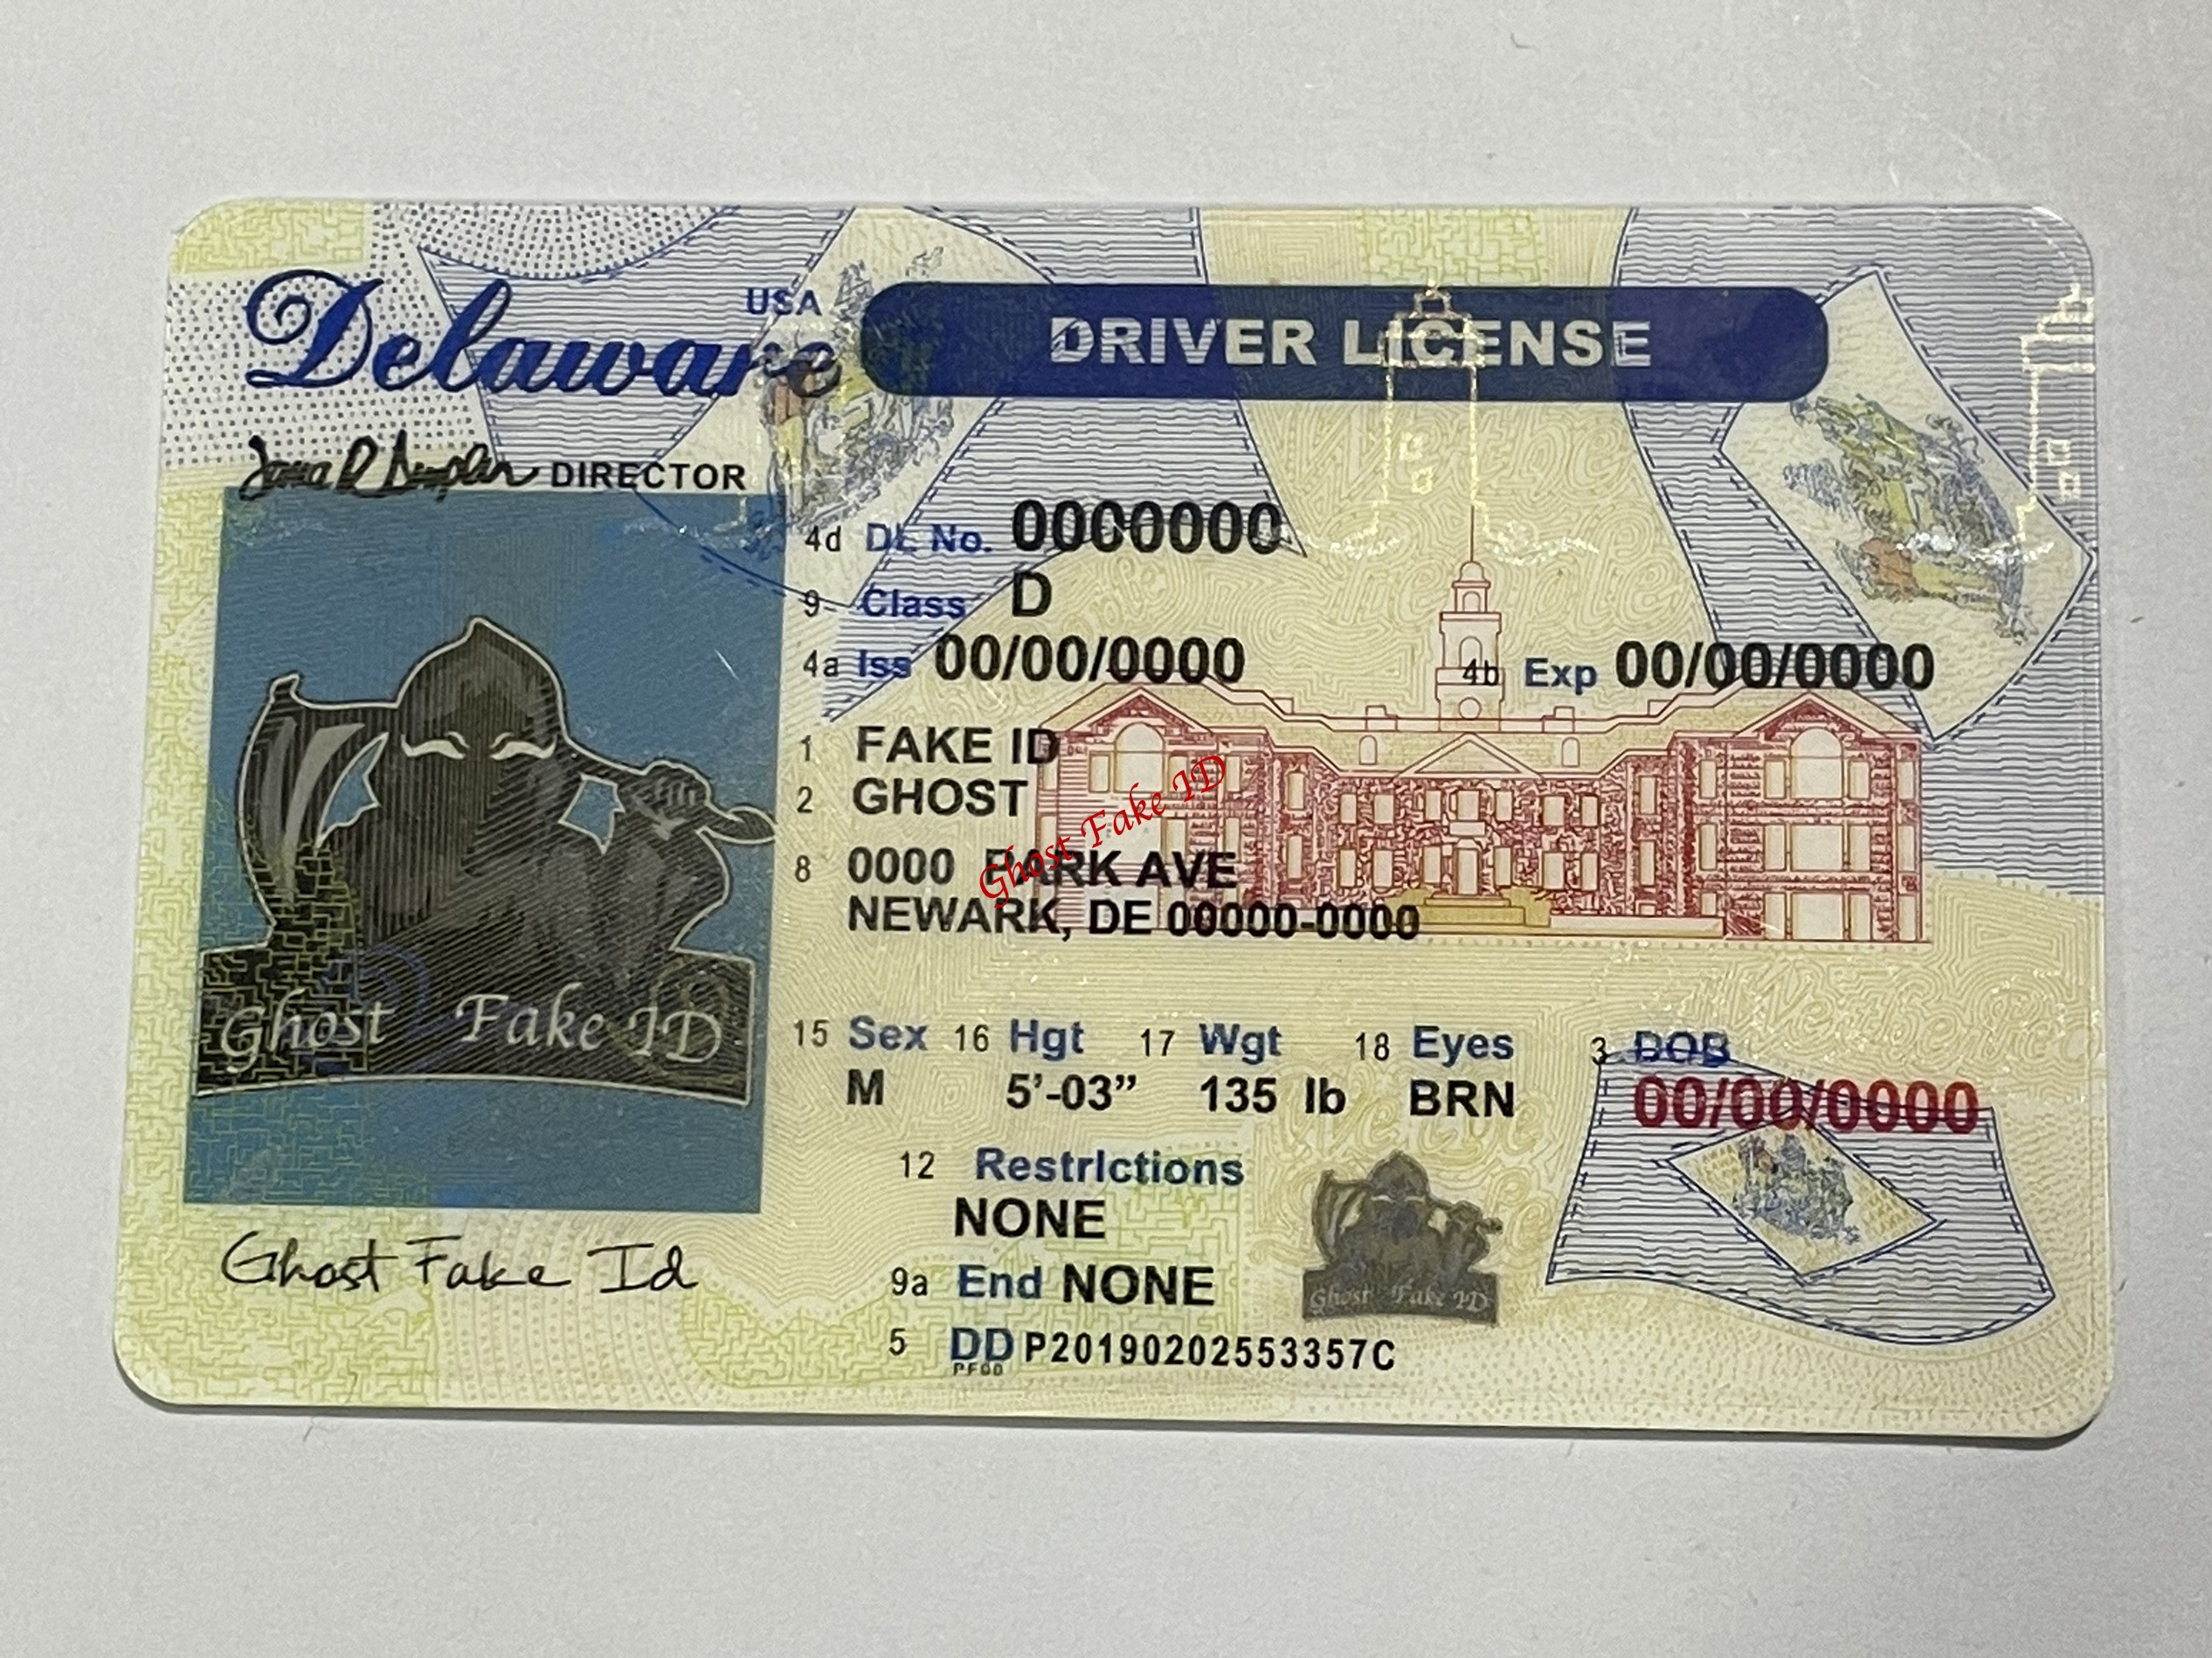 Delaware USA DRIVER LICENSE
DIRECTOR
4d DL No. 0000000
9 Class D
4a Iss 00/00/0000 4b Exp 00/00/0000
1 FAKE ID
2 GHOST
Ghost Fake ID
8 0000 PARK AVE
NEWARK, DE 00000-0000
Ghost Fake ID
15 Sex 16 Hgt 17 Wgt 18 Eyes 3 DOB
M 5'-03” 135 lb BRN 00/00/0000
12 RestrIctions
NONE
Ghost Fake Id
9a End NONE
Ghost Fake ID
5 DD P20190202553357C